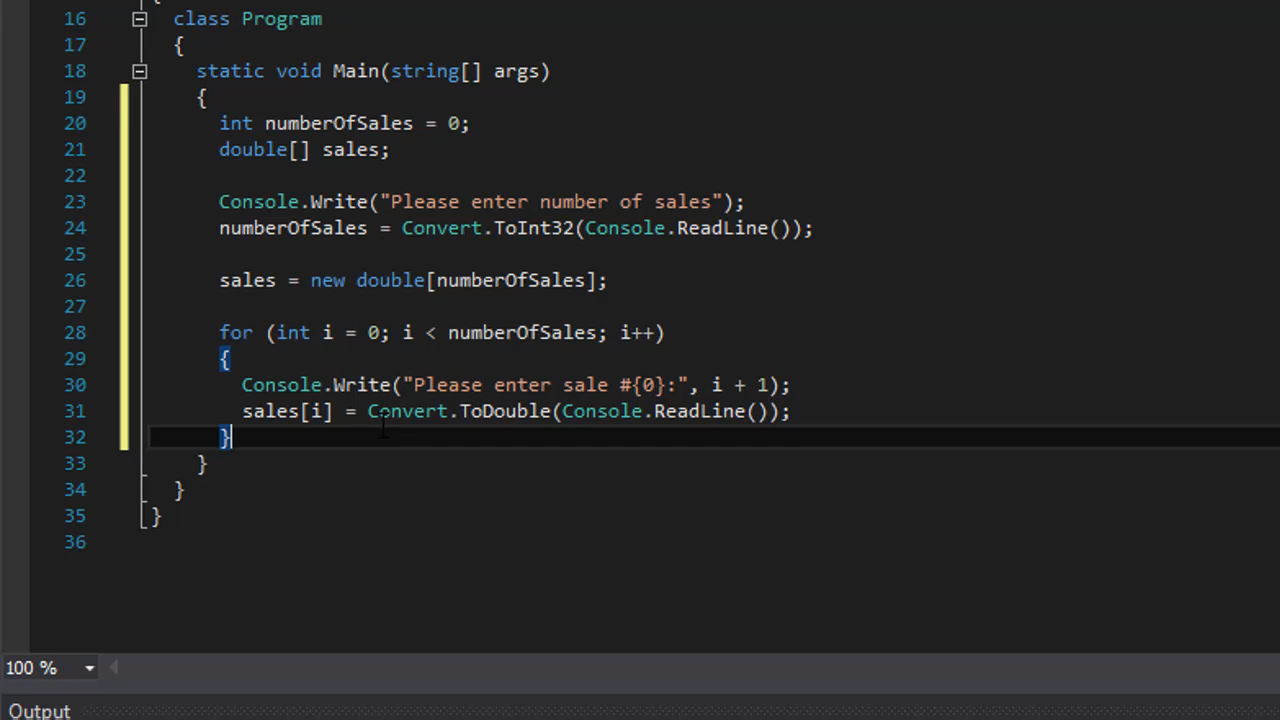 16 class Program
17 {
18 static void Main(string[] args)
19 {
20 int numberOfSales = 0;
21 double[] sales;
22
23 Console.Write("Please enter number of sales");
24 numberOfSales = Convert.ToInt32(Console.ReadLine());
25
26 sales = new double[numberOfSales];
27
28 for (int i = 0; i < numberOfSales; i++)
29 {
30 Console.Write("Please enter sale #{0}:", i + 1);
31 sales[i] = Convert.ToDouble(Console.ReadLine());
32 }
33 }
34 }
35 }
36
100 %
Output